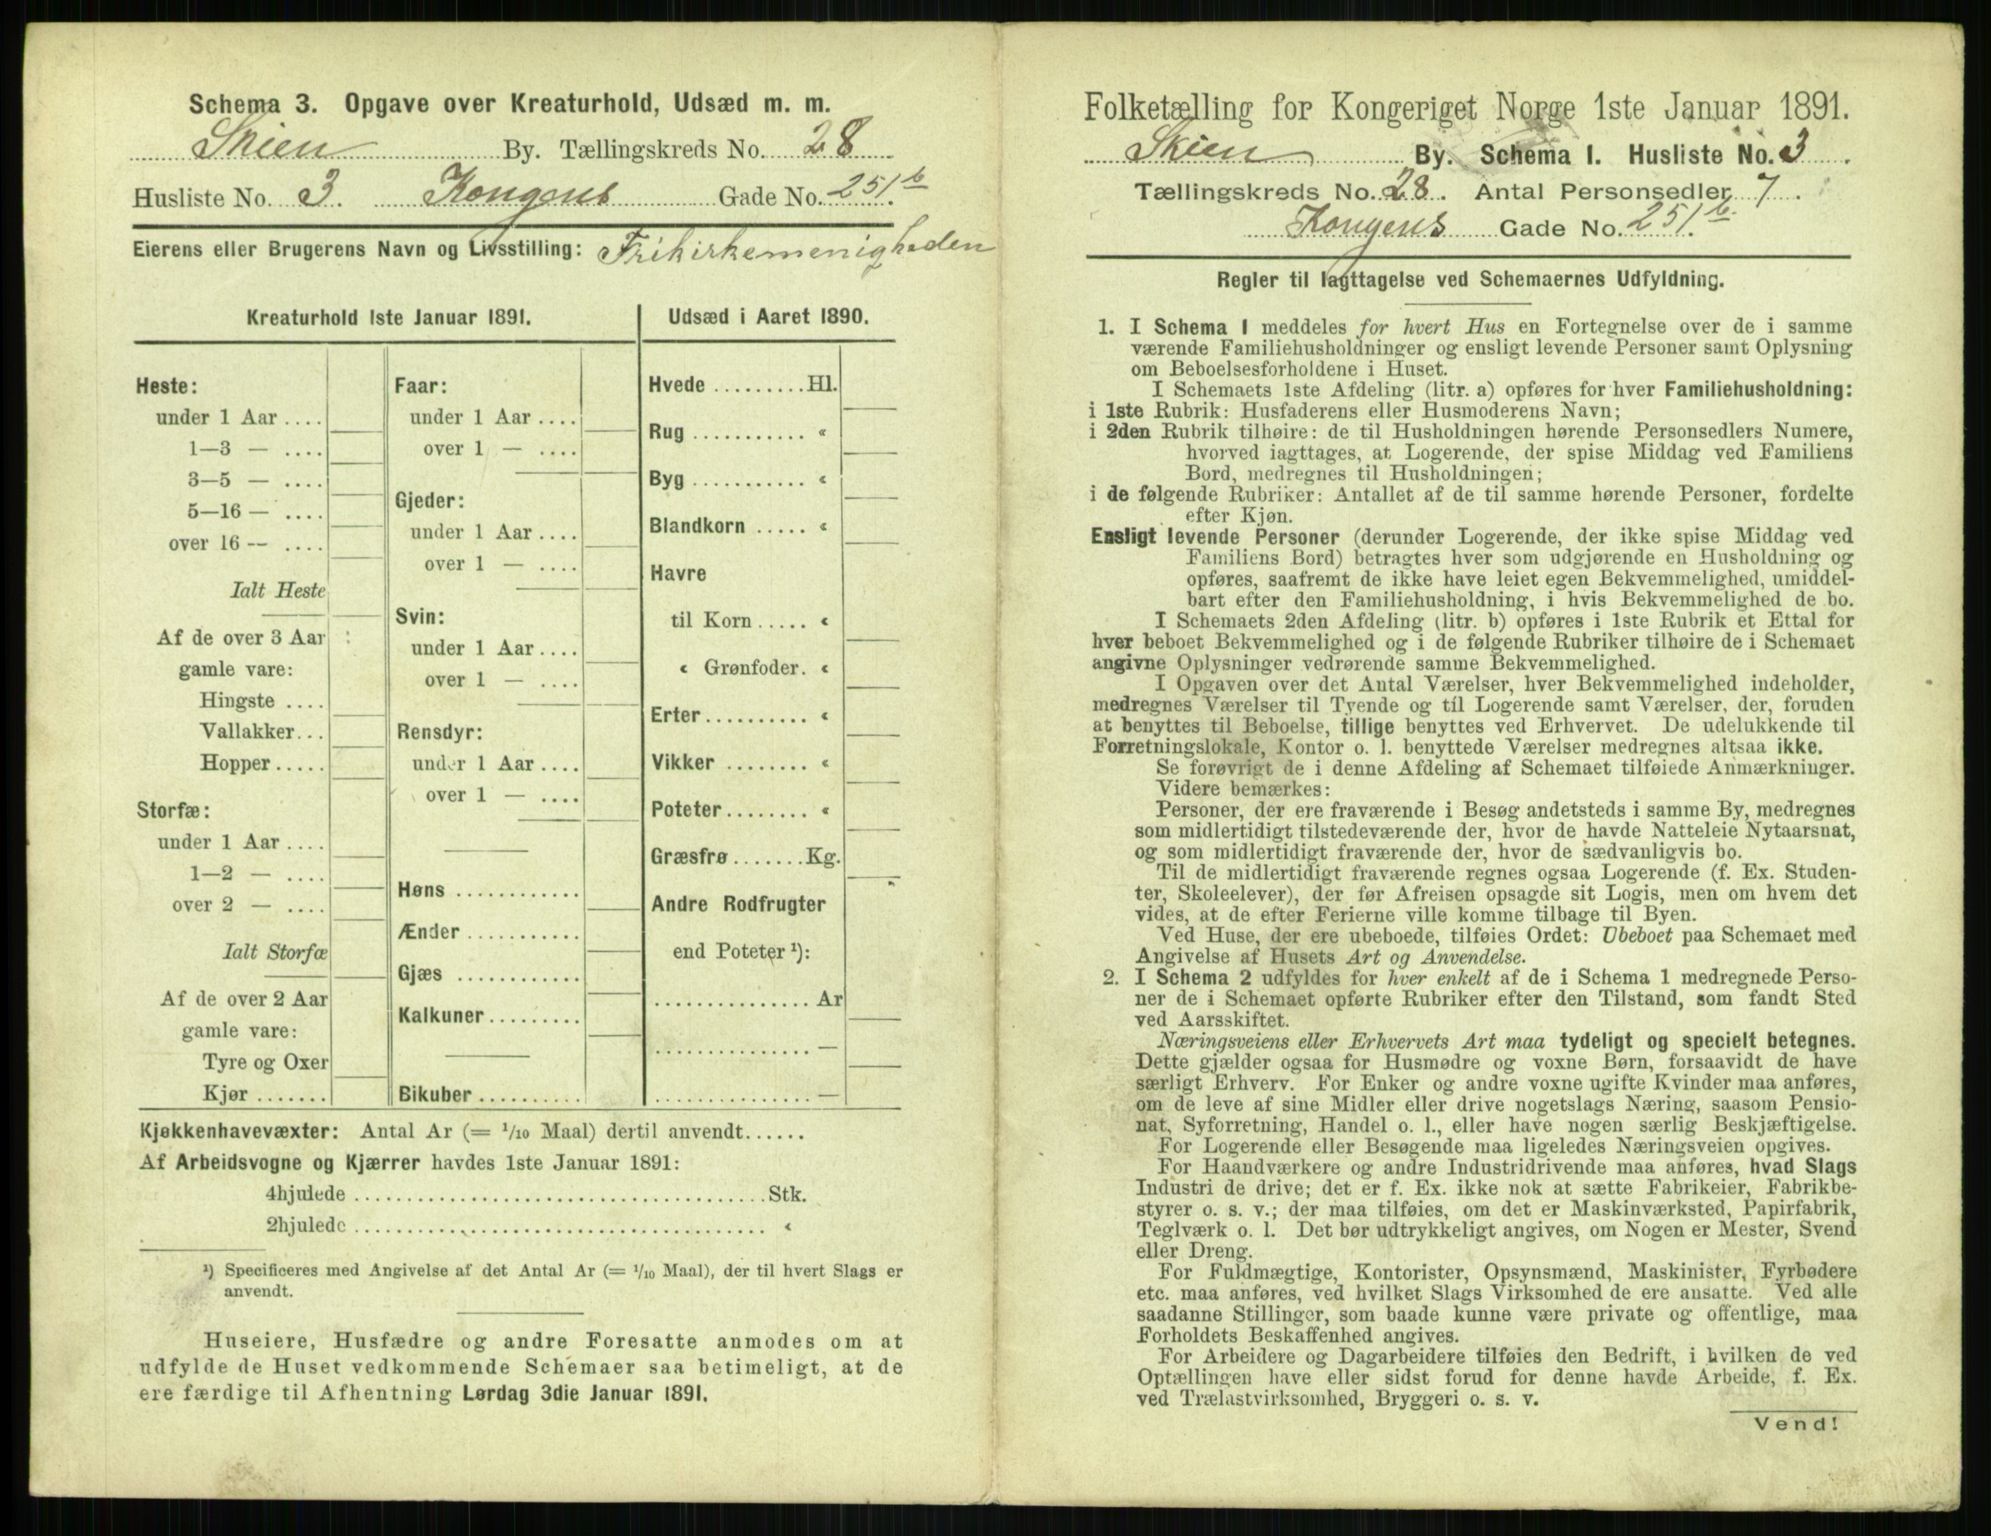 Schema 3. Opgave over Kreaturhold, Udsæd m. m.
Skien By. Tællingskreds No. 28
Husliste No. 3. Kongens Gade No. 251 b.
Eierens eller Brugerens Navn og Livsstilling: Frikirkemenigheden
Kreaturhold 1ste Januar 1891.
Heste:
under 1 Aar ....
1—3 — ....
3—5 — ....
5—16 — ....
over 16 — ....
Ialt Heste
Af de over 3 Aar
gamle vare:
Hingste ....
Vallakker...
Hopper.....
Storfæ:
under 1 Aar ....
1—2 — ....
over 2 — ....
Ialt Storfæ
Af de over 2 Aar
gamle vare:
Tyre og Oxer
Kjør .......
Faar:
under 1 Aar ....
over 1 — ....
Gjeder:
under 1 Aar ....
over 1 — ....
Svin:
under 1 Aar ....
over 1 — ....
Rensdyr:
under 1 Aar ....
over 1 — ....
Høns ...........
Ænder ...........
Gjæs ...........
Kalkuner.........
Bikuber ..........
Udsæd i Aaret 1890.
Hvede .........Hl.
Rug ........... «
Byg ........... «
Blandkorn ..... «
Havre
til Korn ..... «
« Grønfoder. «
Erter.......... «
Vikker ........ «
Poteter........ «
Græsfrø.......Kg.
Andre Rodfrugter
end Poteter ¹):
............... Ar
............... —
............... —
Kjøkkenhavevæxter: Antal Ar (= 1/10 Maal) dertil anvendt......
Af Arbeidsvogne og Kjærrer havdes 1ste Januar 1891:
4hjulede ....................................... Stk.
2hjulede ....................................... «
¹) Specificeres med Angivelse af det Antal Ar (= 1/10 Maal), der til hvert Slags er
anvendt.
Huseiere, Husfædre og andre Foresatte anmodes om at
udfylde de Huset vedkommende Schemaer saa betimeligt, at de
ere færdige til Afhentning Lørdag 3die Januar 1891.
Folketælling for Kongeriget Norge 1ste Januar 1891.
Skien By. Schema 1. Husliste No. 3.
Tællingskreds No. 28. Antal Personsedler 7.
Kongens Gade No. 251 b.
Regler til Iagttagelse ved Schemaernes Udfyldning.
1. I Schema 1 meddeles for hvert Hus en Fortegnelse over de i samme
værende Familiehusholdninger og ensligt levende Personer samt Oplysning
om Beboelsesforholdene i Huset.
I Schemaets 1ste Afdeling (litr. a) opføres for hver Familiehusholdning:
i 1ste Rubrik: Husfaderens eller Husmoderens Navn;
i 2den Rubrik tilhøire: de til Husholdningen hørende Personsedlers Numere,
hvorved iagttages, at Logerende, der spise Middag ved Familiens
Bord, medregnes til Husholdningen;
i de følgende Rubriker: Antallet af de til samme hørende Personer, fordelte
efter Kjøn.
Ensligt levende Personer (derunder Logerende, der ikke spise Middag ved
Familiens Bord) betragtes hver som udgjørende en Husholdning og
opføres, saafremt de ikke have leiet egen Bekvemmelighed, umiddel-
bart efter den Familiehusholdning, i hvis Bekvemmelighed de bo.
I Schemaets 2den Afdeling (litr. b) opføres i 1ste Rubrik et Ettal for
hver beboet Bekvemmelighed og i de følgende Rubriker tilhøire de i Schemaet
angivne Oplysninger vedrørende samme Bekvemmelighed.
I Opgaven over det Antal Værelser, hver Bekvemmelighed indeholder,
medregnes Værelser til Tyende og til Logerende samt Værelser, der, foruden
at benyttes til Beboelse, tillige benyttes ved Erhvervet. De udelukkende til
Forretningslokale, Kontor o. l. benyttede Værelser medregnes altsaa ikke.
Se forøvrigt de i denne Afdeling af Schemaet tilføiede Anmærkninger.
Videre bemærkes:
Personer, der ere fraværende i Besøg andetsteds i samme By, medregnes
som midlertidigt tilstedeværende der, hvor de havde Natteleie Nytaarsnat,
og som midlertidigt fraværende der, hvor de sædvanligvis bo.
Til de midlertidigt fraværende regnes ogsaa Logerende (f. Ex. Studen-
ter, Skoleelever), der før Afreisen opsagde sit Logis, men om hvem det
vides, at de efter Ferierne ville komme tilbage til Byen.
Ved Huse, der ere ubeboede, tilføies Ordet: Ubeboet paa Schemaet med
Angivelse af Husets Art og Anvendelse.
2. I Schema 2 udfyldes for hver enkelt af de i Schema 1 medregnede Perso-
ner de i Schemaet opførte Rubriker efter den Tilstand, som fandt Sted
ved Aarsskiftet.
Næringsveiens eller Erhvervets Art maa tydeligt og specielt betegnes.
Dette gjælder ogsaa for Husmødre og voxne Børn, forsaavidt de have
særligt Erhverv. For Enker og andre voxne ugifte Kvinder maa anføres,
om de leve af sine Midler eller drive nogetslags Næring, saasom Pensio-
nat, Syforretning, Handel o. l., eller have nogen særlig Beskjæftigelse.
For Logerende eller Besøgende maa ligeledes Næringsveien opgives.
For Haandværkere og andre Industridrivende maa anføres, hvad Slags
Industri de drive; det er f. Ex. ikke nok at sætte Fabrikeier, Fabrikbe-
styrer o. s. v.; der maa tilføies, om det er Maskinværksted, Papirfabrik,
Teglværk o. l. Det bør udtrykkeligt angives, om Nogen er Mester, Svend
eller Dreng.
For Fuldmægtige, Kontorister, Opsynsmænd, Maskinister, Fyrbødere
etc. maa anføres, ved hvilket Slags Virksomhed de ere ansatte. Ved alle
saadanne Stillinger, som baade kunne være private og offentlige, maa
Forholdets Beskaffenhed angives.
For Arbeidere og Dagarbeidere tilføies den Bedrift, i hvilken de ved
Optællingen have eller sidst forud for denne havde Arbeide, f. Ex.
ved Trælastvirksomhed, Bryggeri o. s. v.
Vend!